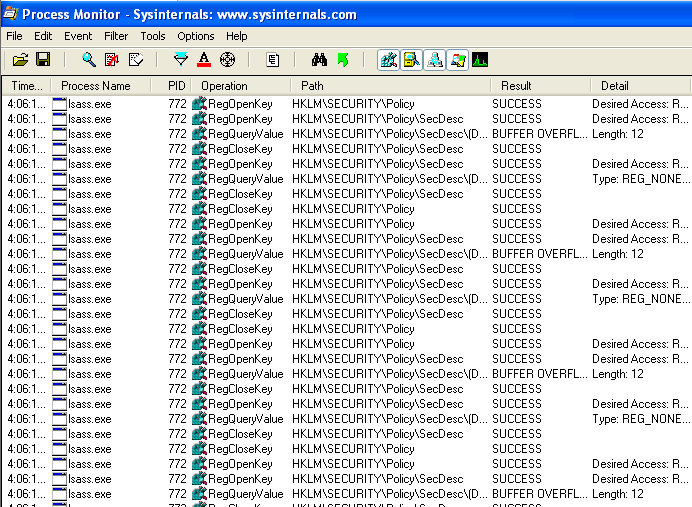 Process Monitor - Sysinternals: www.sysinternals.com
File Edit Event Filter Tools Options Help
Time... Process Name PID Operation Path Result Detail
4:06:1... lsass.exe 772 RegOpenKey HKLM\SECURITY\Policy SUCCESS Desired Access: R...
4:06:1... lsass.exe 772 RegOpenKey HKLM\SECURITY\Policy\SecDesc SUCCESS Desired Access: R...
4:06:1... lsass.exe 772 RegQueryValue HKLM\SECURITY\Policy\SecDesc\(D... BUFFER OVERFL... Length: 12
4:06:1... lsass.exe 772 RegCloseKey HKLM\SECURITY\Policy\SecDesc SUCCESS
4:06:1... lsass.exe 772 RegOpenKey HKLM\SECURITY\Policy\SecDesc SUCCESS Desired Access: R...
4:06:1... lsass.exe 772 RegQueryValue HKLM\SECURITY\Policy\SecDesc\(D... SUCCESS Type: REG_NONE...
4:06:1... lsass.exe 772 RegCloseKey HKLM\SECURITY\Policy\SecDesc SUCCESS
4:06:1... lsass.exe 772 RegCloseKey HKLM\SECURITY\Policy SUCCESS
4:06:1... lsass.exe 772 RegOpenKey HKLM\SECURITY\Policy SUCCESS Desired Access: R...
4:06:1... lsass.exe 772 RegOpenKey HKLM\SECURITY\Policy\SecDesc SUCCESS Desired Access: R...
4:06:1... lsass.exe 772 RegQueryValue HKLM\SECURITY\Policy\SecDesc\(D... BUFFER OVERFL... Length: 12
4:06:1... lsass.exe 772 RegCloseKey HKLM\SECURITY\Policy\SecDesc SUCCESS
4:06:1... lsass.exe 772 RegOpenKey HKLM\SECURITY\Policy\SecDesc SUCCESS Desired Access: R...
4:06:1... lsass.exe 772 RegQueryValue HKLM\SECURITY\Policy\SecDesc\(D... SUCCESS Type: REG_NONE...
4:06:1... lsass.exe 772 RegCloseKey HKLM\SECURITY\Policy\SecDesc SUCCESS
4:06:1... lsass.exe 772 RegCloseKey HKLM\SECURITY\Policy SUCCESS
4:06:1... lsass.exe 772 RegOpenKey HKLM\SECURITY\Policy SUCCESS Desired Access: R...
4:06:1... lsass.exe 772 RegOpenKey HKLM\SECURITY\Policy\SecDesc SUCCESS Desired Access: R...
4:06:1... lsass.exe 772 RegQueryValue HKLM\SECURITY\Policy\SecDesc\(D... BUFFER OVERFL... Length: 12
4:06:1... lsass.exe 772 RegCloseKey HKLM\SECURITY\Policy\SecDesc SUCCESS
4:06:1... lsass.exe 772 RegOpenKey HKLM\SECURITY\Policy\SecDesc SUCCESS Desired Access: R...
4:06:1... lsass.exe 772 RegQueryValue HKLM\SECURITY\Policy\SecDesc\(D... SUCCESS Type: REG_NONE...
4:06:1... lsass.exe 772 RegCloseKey HKLM\SECURITY\Policy\SecDesc SUCCESS
4:06:1... lsass.exe 772 RegCloseKey HKLM\SECURITY\Policy SUCCESS
4:06:1... lsass.exe 772 RegOpenKey HKLM\SECURITY\Policy SUCCESS Desired Access: R...
4:06:1... lsass.exe 772 RegOpenKey HKLM\SECURITY\Policy\SecDesc SUCCESS Desired Access: R...
4:06:1... lsass.exe 772 RegQueryValue HKLM\SECURITY\Policy\SecDesc\(D... BUFFER OVERFL... Length: 12